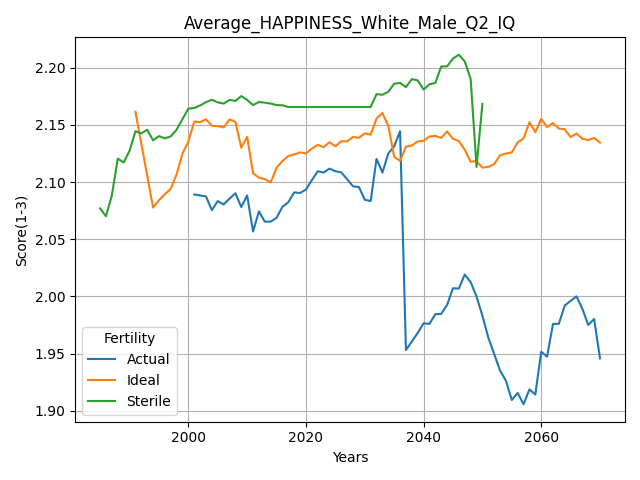 Average_HAPPINESS_White_Male_Q2_IQ
Score(1-3)
2.20
2.15
2.10
2.05
2.00
1.95
1.90
Fertility
Actual
Ideal
Sterile
2000 2020 2040 2060
Years